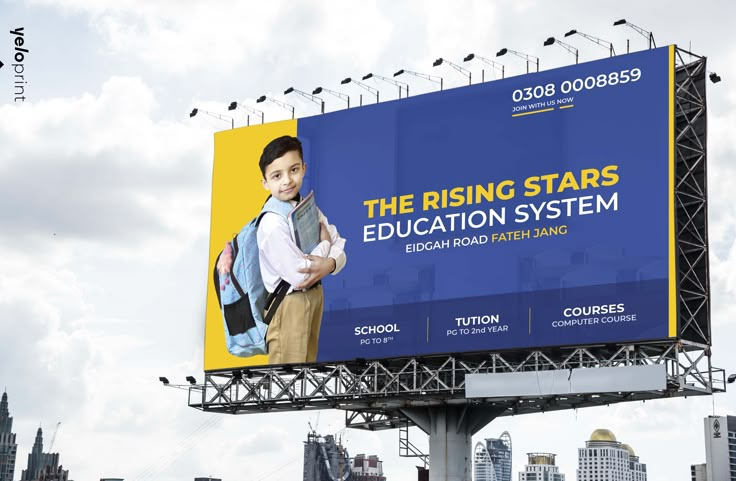 yeloprint
0308 0008859
JOIN WITH US NOW
THE RISING STARS
EDUCATION SYSTEM
EIDGAH ROAD FATEH JANG
SCHOOL
PG TO 8TH
TUTION
PG TO 2nd YEAR
COURSES
COMPUTER COURSE